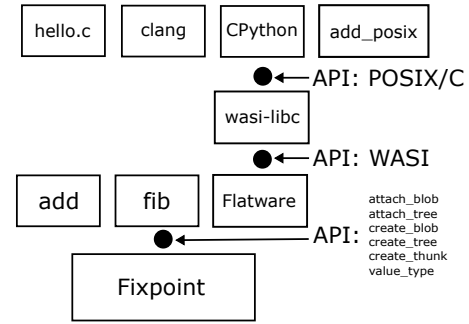 hello.c clang CPython add_posix
API: POSIX/C
wasi-libc
API: WASI
add fib Flatware
API:
attach_blob
attach_tree
create_blob
create_tree
create_thunk
value_type
Fixpoint